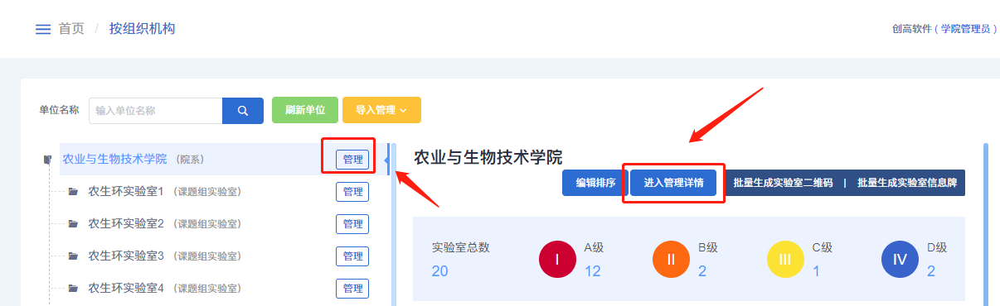 首页 / 按组织机构
创高软件 ( 学院管理员 )
单位名称 输入单位名称 刷新单位 导入管理
农业与生物技术学院 (院系) 管理
农生环实验室1 (课题组实验室) 管理
农生环实验室2 (课题组实验室) 管理
农生环实验室3 (课题组实验室) 管理
农生环实验室4 (课题组实验室) 管理
农业与生物技术学院
编辑排序 进入管理详情 批量生成实验室二维码 | 批量生成实验室信息牌
实验室总数 I A级 II B级 III C级 IV D级
20 12 2 1 2